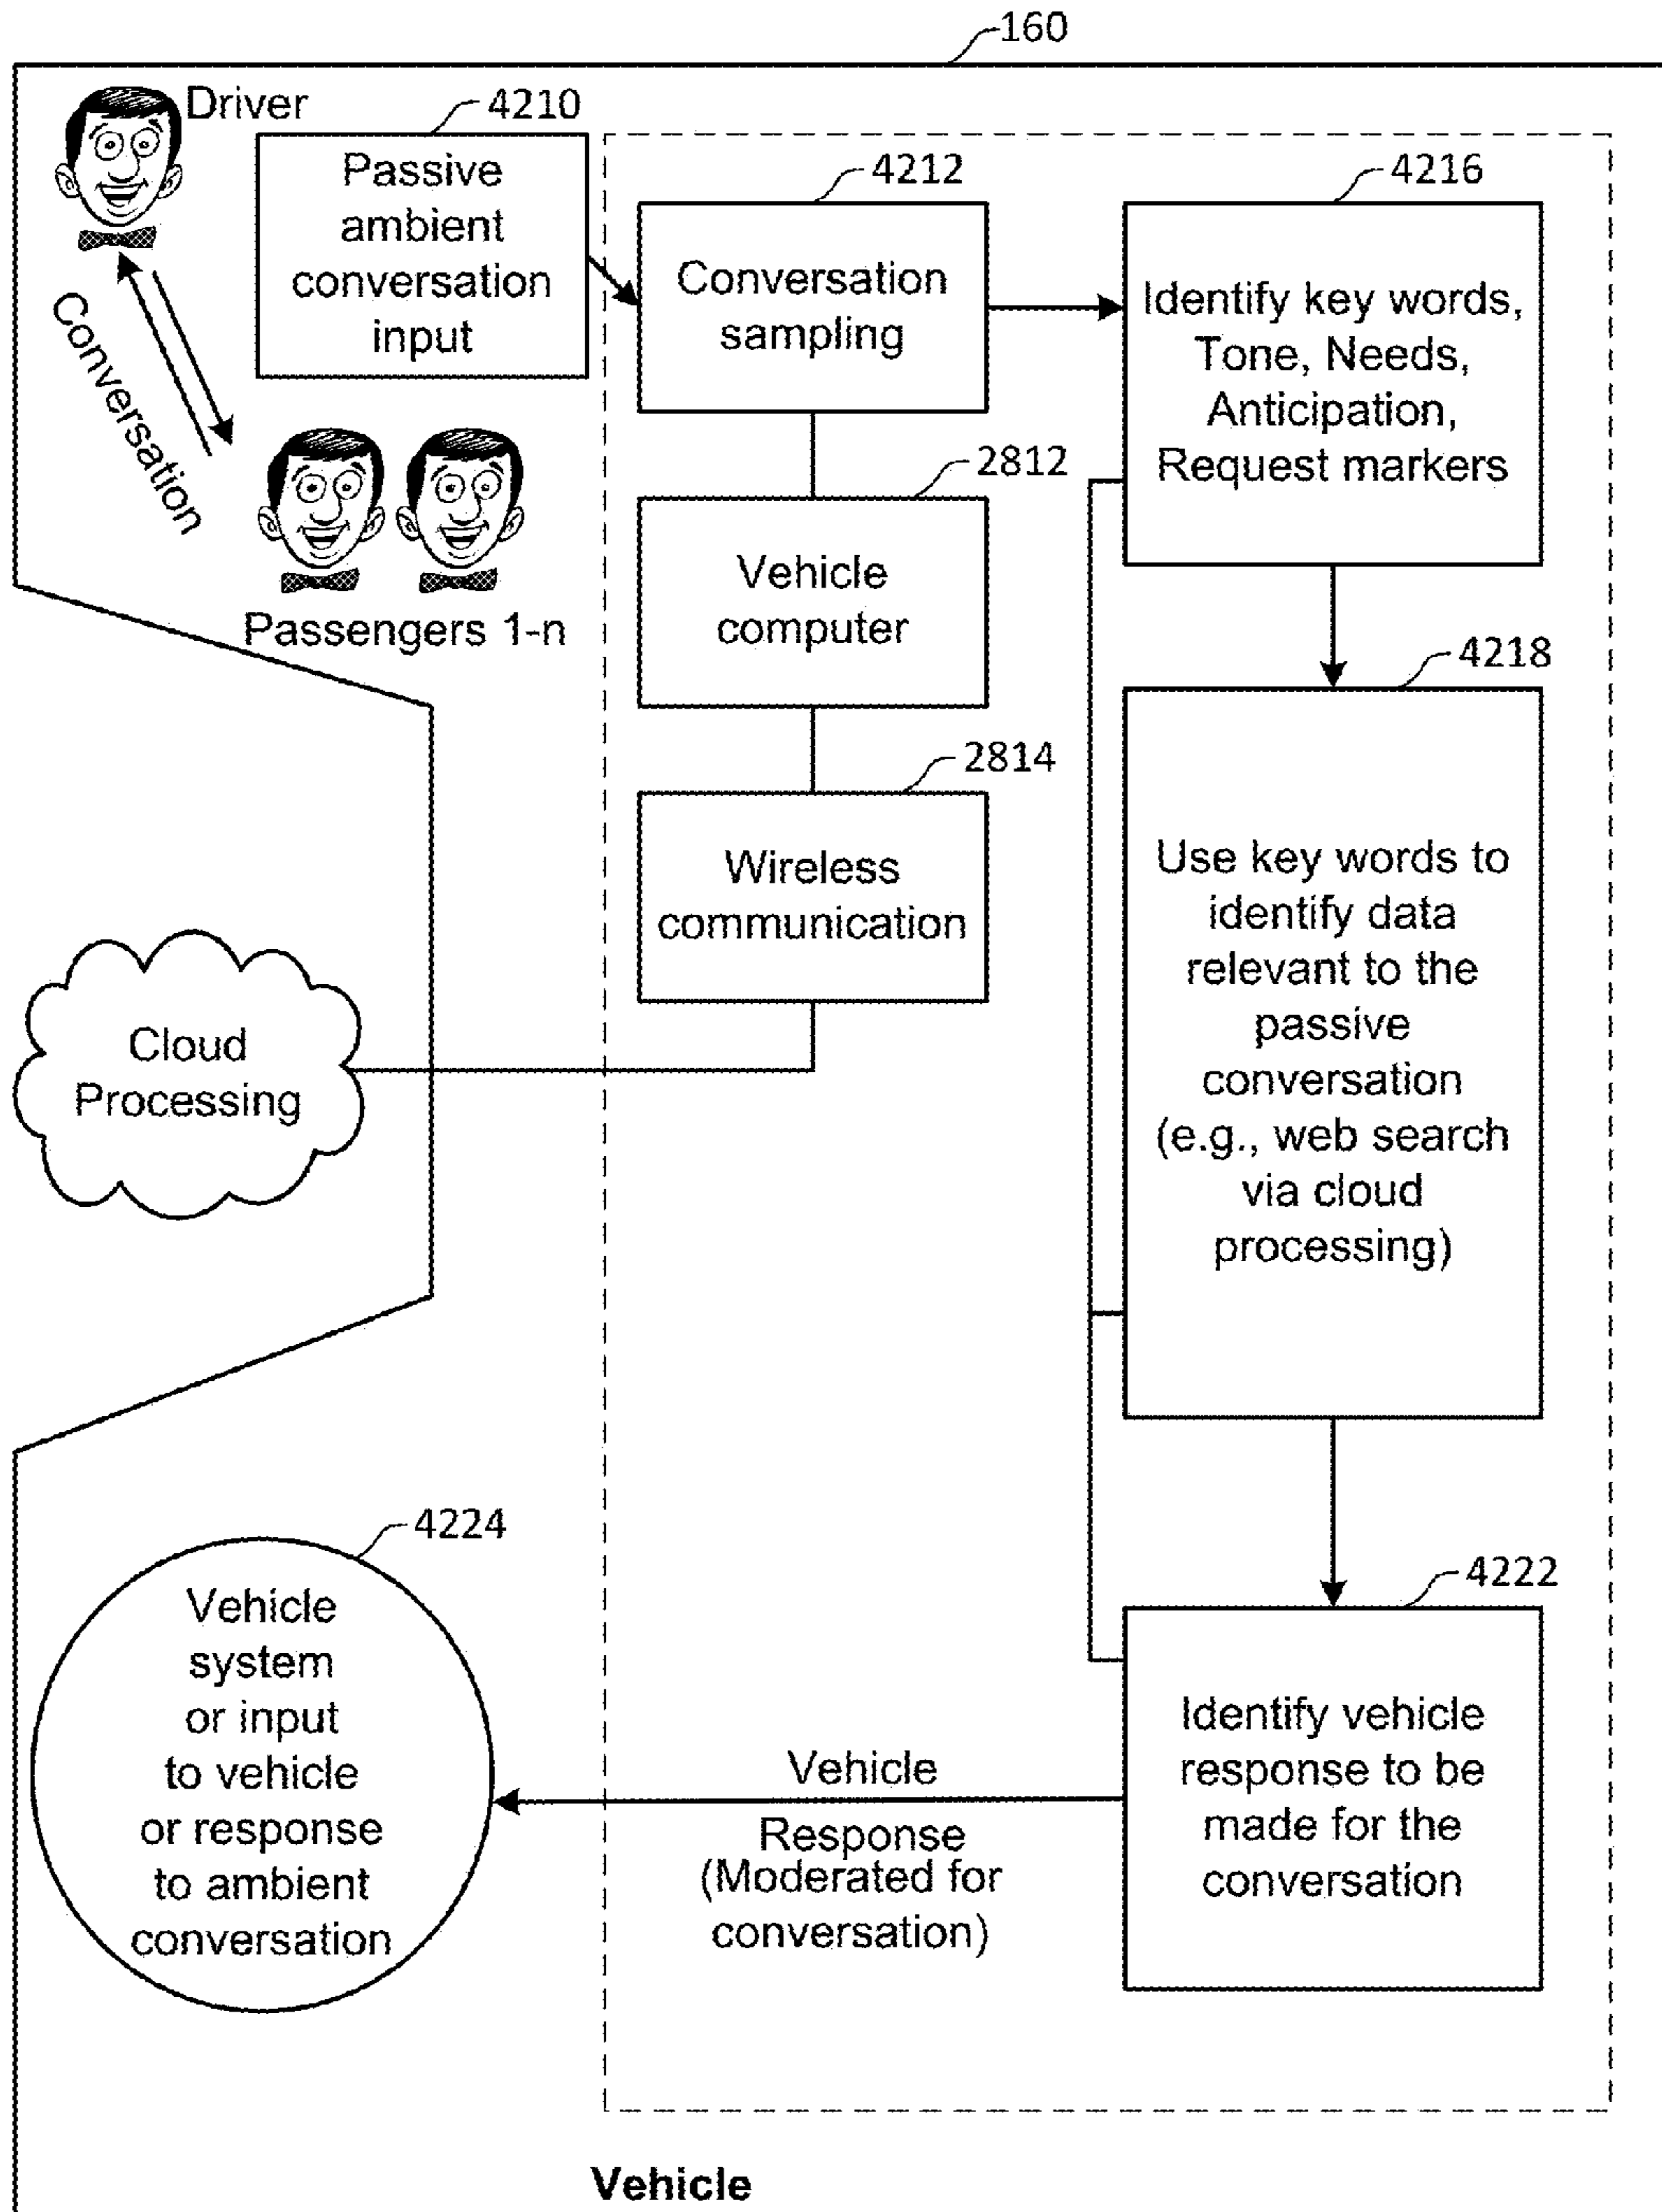 160
Driver
4210
Passive
ambient
conversation
input
4212
Conversation
sampling
4216
Identify key words,
Tone, Needs,
Anticipation,
Request markers
Conversation
Passengers 1-n
2812
Vehicle
computer
2814
Wireless
communication
4218
Use key words to
identify data
relevant to the
passive
conversation
(e.g., web search
via cloud
processing)
Cloud
Processing
4224
Vehicle
system
or input
to vehicle
or response
to ambient
conversation
Vehicle
Response
(Moderated for
conversation)
4222
Identify vehicle
response to be
made for the
conversation
Vehicle